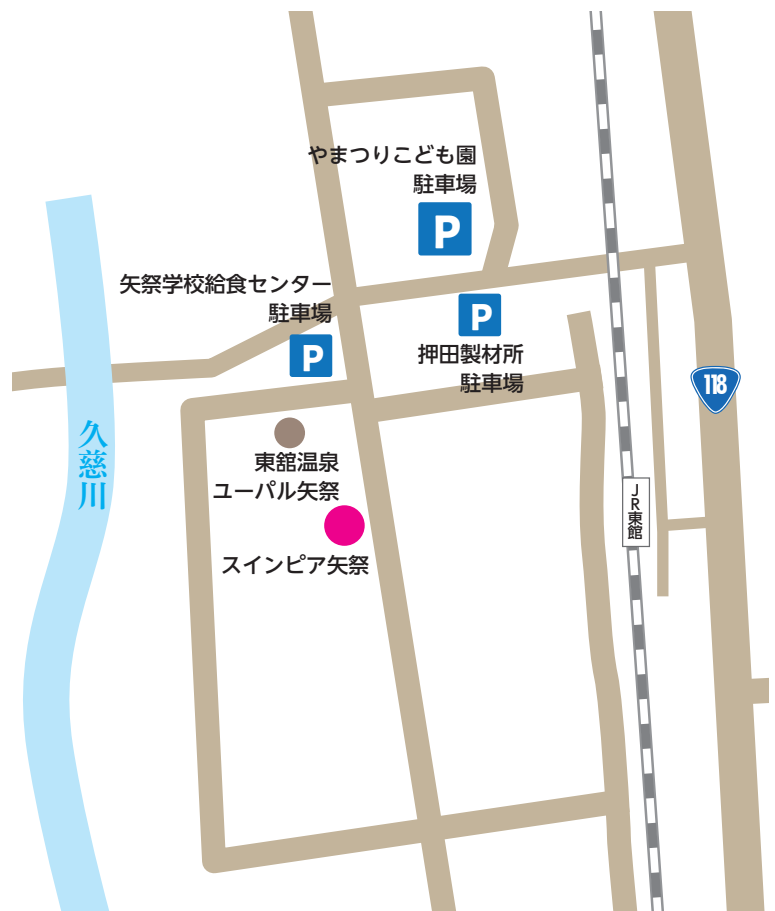 やまつりこども園
駐車場
P
矢祭学校給食センター
駐車場
P
P
押田製材所
駐車場
118
久慈川
東舘温泉
ユーパル矢祭
JR東館
スインピア矢祭